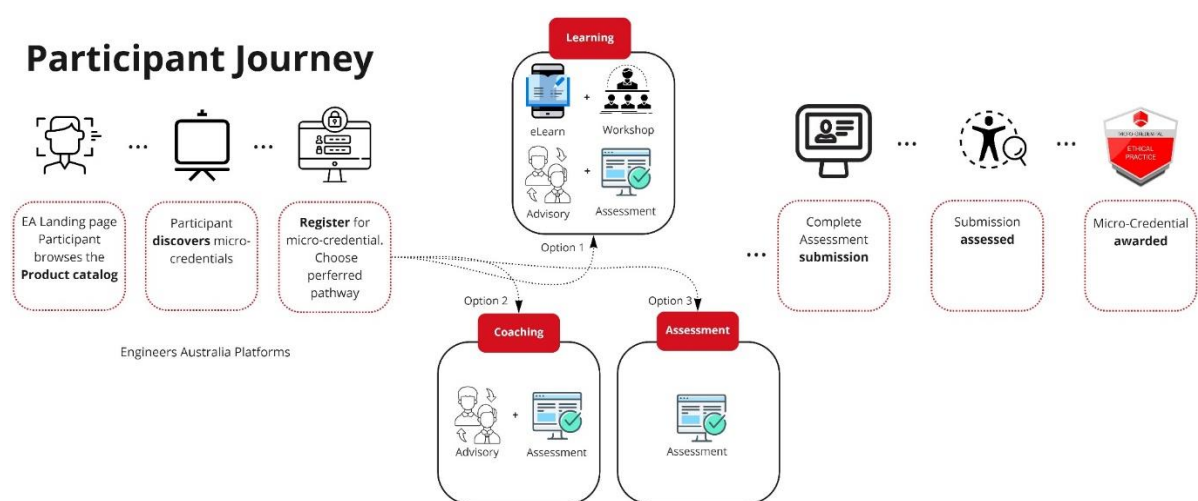 Participant Journey
EA Landing page
Participant
browses the
Product catalog
Participant
discovers micro-
credentials
Register for
micro-credential.
Choose
perferred
pathway
Engineers Australia Platforms
Learning
+
eLearn
Workshop
+
Advisory
Assessment
Option 1
Option 2
Coaching
+
Advisory
Assessment
Option 3
Assessment
Assessment
...
Complete
Assessment
submission
Submission
assessed
MICRO-CREDENTIAL
ETHICAL
PRACTICE
Micro-Credential
awarded